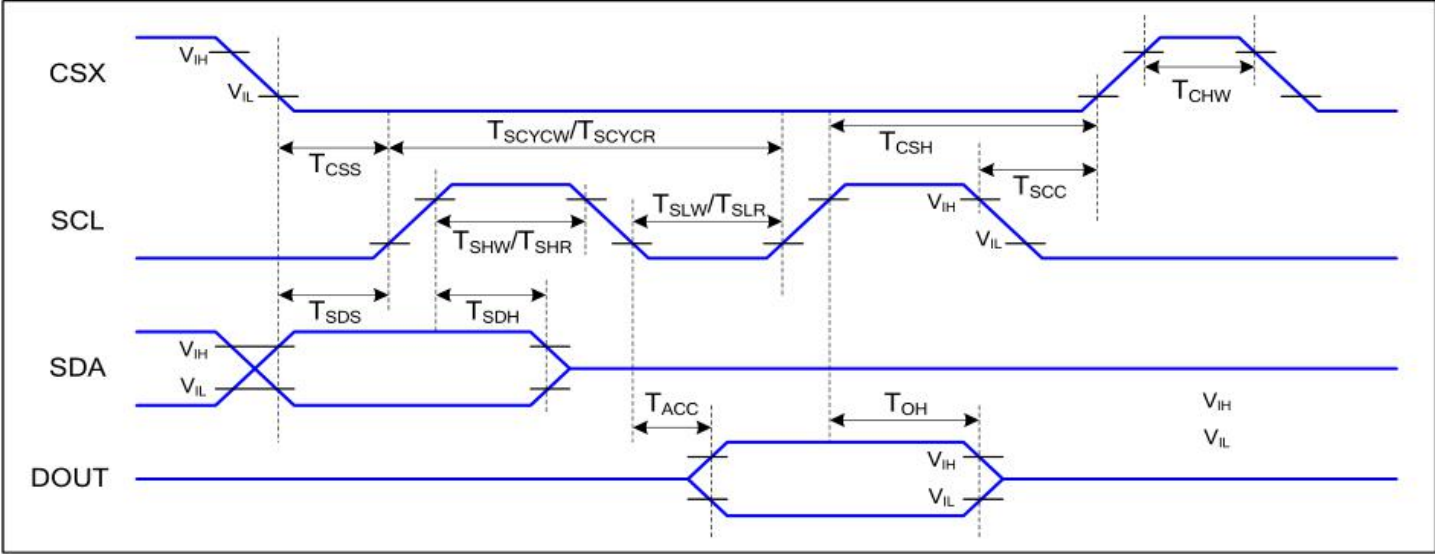 CSX
VIH
VIL
TCHW
TSCYCW/TSCYCR
TCSS
TCSH
TSCC
SCL
TSHW/TSHR
TSLW/TSLR
VIH
VIL
TSDS
TSDH
SDA
VIH
VIL
TACC
TOH
VIH
VIL
DOUT
VIH
VIL